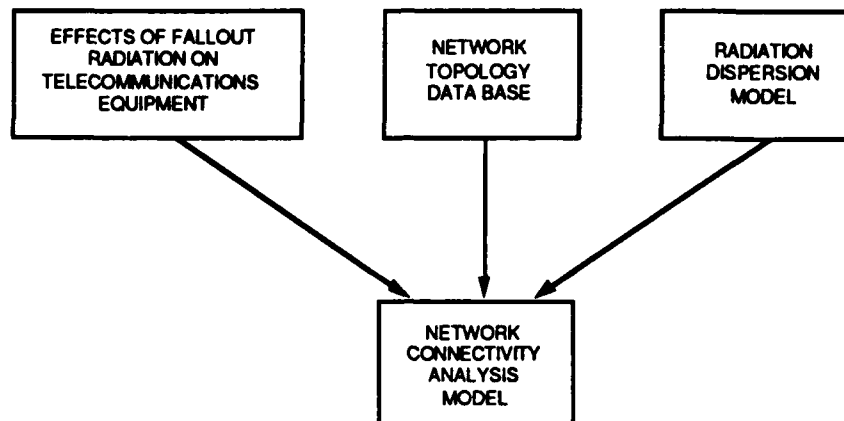 EFFECTS OF FALLOUT
RADIATION ON
TELECOMMUNICATIONS
EQUIPMENT
NETWORK
TOPOLOGY
DATA BASE
RADIATION
DISPERSION
MODEL
NETWORK
CONNECTIVITY
ANALYSIS
MODEL